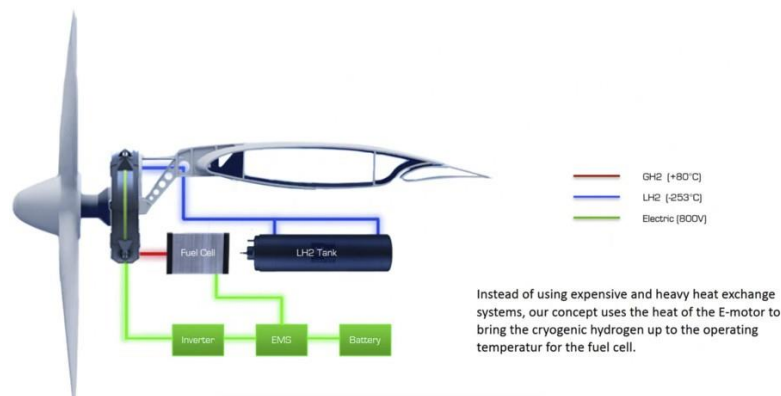 GH2 (+80°C)
LH2 (-253°C)
Electric (800V)
Fuel Cell
LH2 Tank
Inverter
EMS
Battery
Instead of using expensive and heavy heat exchange
systems, our concept uses the heat of the E-motor to
bring the cryogenic hydrogen up to the operating
temperatur for the fuel cell.